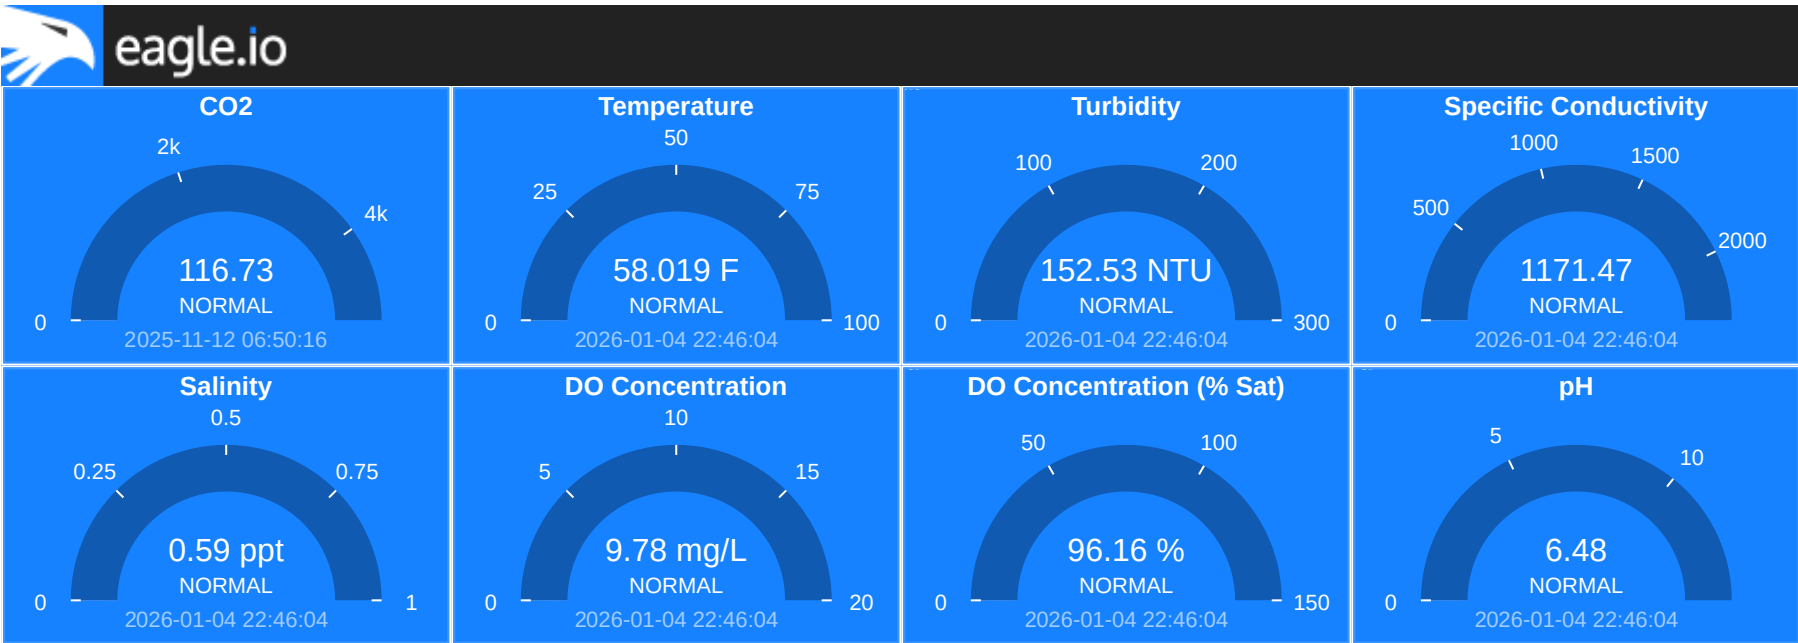 eagle.io
CO2
2k
4k
0
116.73
NORMAL
2025-11-12 06:50:16
Temperature
50
25
75
0
100
58.019 F
NORMAL
2026-01-04 22:46:04
Turbidity
100
200
0
300
152.53 NTU
NORMAL
2026-01-04 22:46:04
Specific Conductivity
1000
1500
500
2000
0
1171.47
NORMAL
2026-01-04 22:46:04
Salinity
0.5
0.25
0.75
0
1
0.59 ppt
NORMAL
2026-01-04 22:46:04
DO Concentration
10
5
15
0
20
9.78 mg/L
NORMAL
2026-01-04 22:46:04
DO Concentration (% Sat)
50
100
0
150
96.16 %
NORMAL
2026-01-04 22:46:04
pH
5
10
0
6.48
NORMAL
2026-01-04 22:46:04